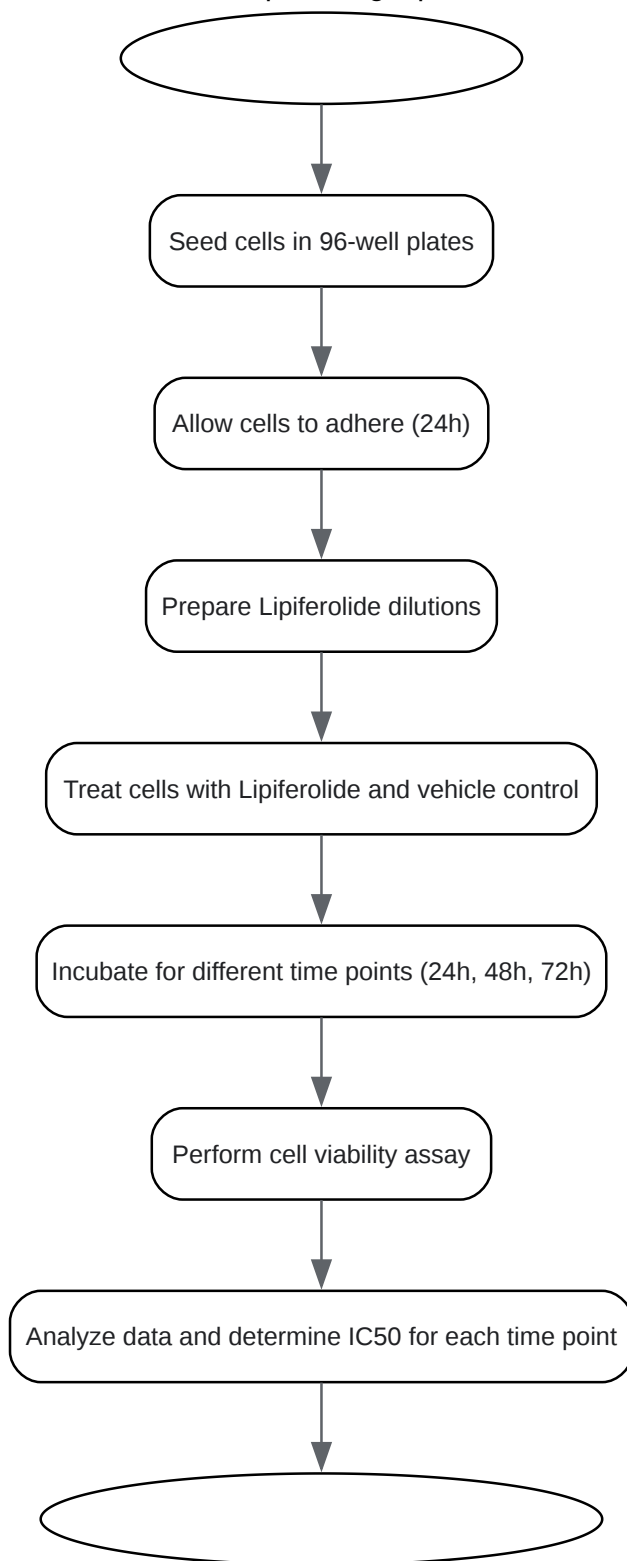 Seed cells in 96-well plates
Allow cells to adhere (24h)
Prepare Lipiferolide dilutions
Treat cells with Lipiferolide and vehicle control
Incubate for different time points (24h, 48h, 72h)
Perform cell viability assay
Analyze data and determine IC50 for each time point